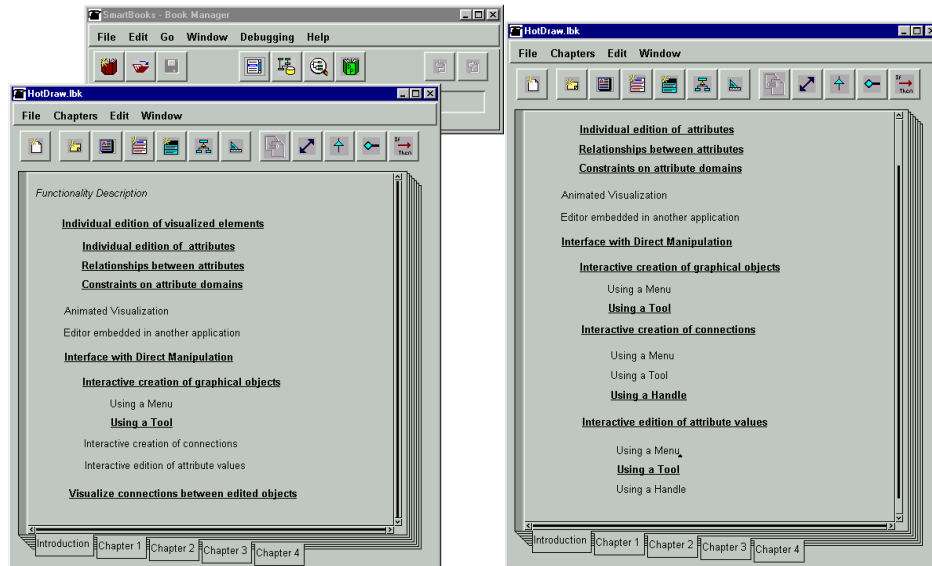 SmartBooks - Book Manager
File Edit Go Window Debugging Help
HotDraw.lbk
File Chapters Edit Window
If
Then
Functionality Description
Individual edition of visualized elements
Individual edition of attributes
Relationships between attributes
Constraints on attribute domains
Animated Visualization
Editor embedded in another application
Interface with Direct Manipulation
Interactive creation of graphical objects
Using a Menu
Using a Tool
Interactive creation of connections
Interactive edition of attribute values
Visualize connections between edited objects
Introduction Chapter 1 Chapter 2 Chapter 3 Chapter 4
HotDraw.lbk
File Chapters Edit Window
If
Then
Individual edition of attributes
Relationships between attributes
Constraints on attribute domains
Animated Visualization
Editor embedded in another application
Interface with Direct Manipulation
Interactive creation of graphical objects
Using a Menu
Using a Tool
Interactive creation of connections
Using a Menu
Using a Tool
Using a Handle
Interactive edition of attribute values
Using a Menu
Using a Tool
Using a Handle
Introduction Chapter 1 Chapter 2 Chapter 3 Chapter 4